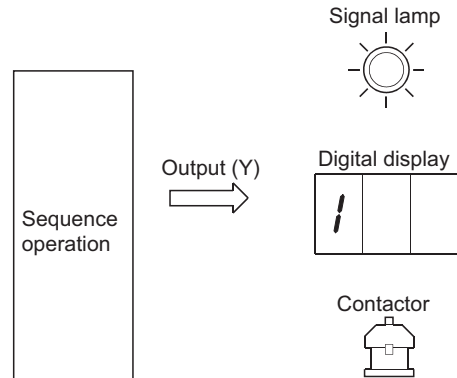 Signal lamp
Output (Y)
Digital display
1
Sequence
operation
Contactor